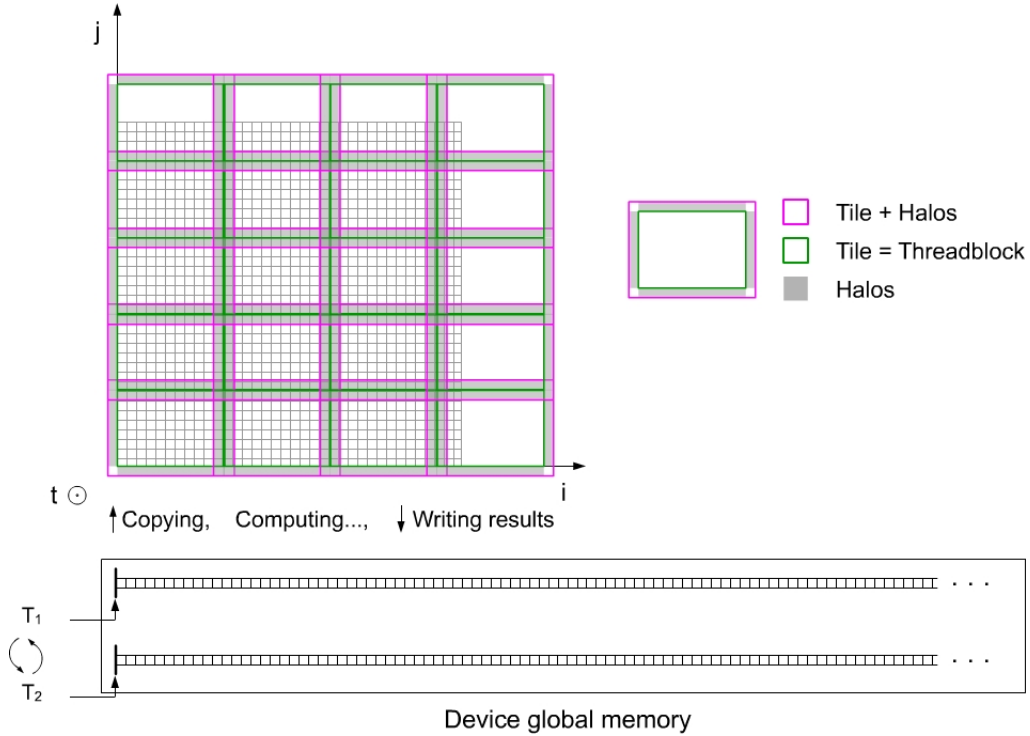 j
Tile + Halos
Tile = Threadblock
Halos
t
i
Copying, Computing..., Writing results
T1
T2
Device global memory